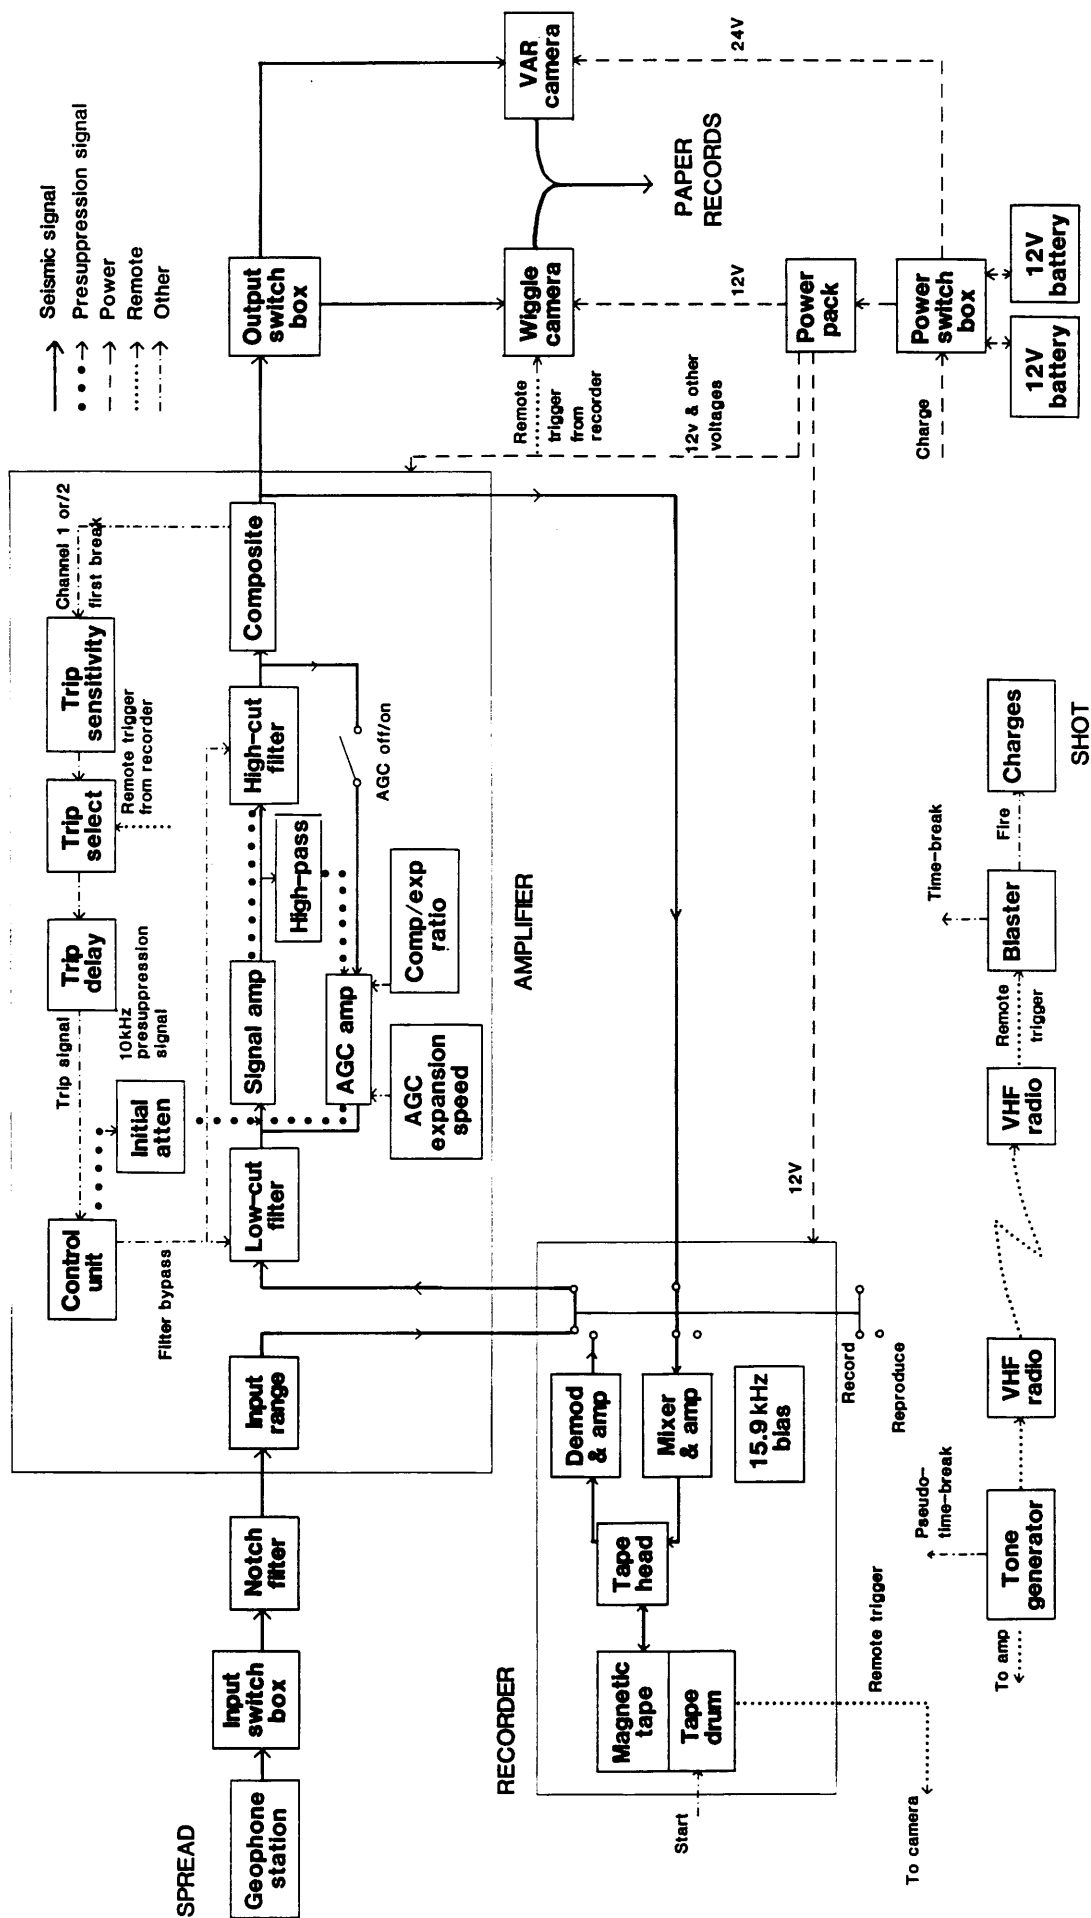 Seismic signal
Presuppression signal
Power
Remote
Other
SPREAD
Geophone
station
Input
switch
box
Notch
filter
Input
range
Control
unit
Trip signal
Trip
delay
Trip
select
Trip
sensitivity
Channel 1 or/2
first break
Remote trigger
from recorder
10kHz
presuppression
signal
Initial
atten
Filter bypass
Low-cut
filter
Signal amp
High-pass
High-cut
filter
Composite
AGC off/on
AGC amp
AGC
expansion
speed
Comp/exp
ratio
AMPLIFIER
Output
switch
box
Wiggle
camera
VAR
camera
PAPER
RECORDS
Remote
trigger
from
recorder
12v & other
voltages
12V
24V
Power
pack
Power
switch
box
Charge
12V
battery
12V
battery
RECORDER
Magnetic
tape
Tape
drum
Tape
head
Demod
& amp
Mixer
& amp
15.9 kHz
bias
12V
Record
Reproduce
Start
Remote trigger
To camera
To amp
Tone
generator
Pseudo-
time-break
VHF
radio
VHF
radio
Remote
trigger
Blaster
Time-break
Fire
Charges
SHOT